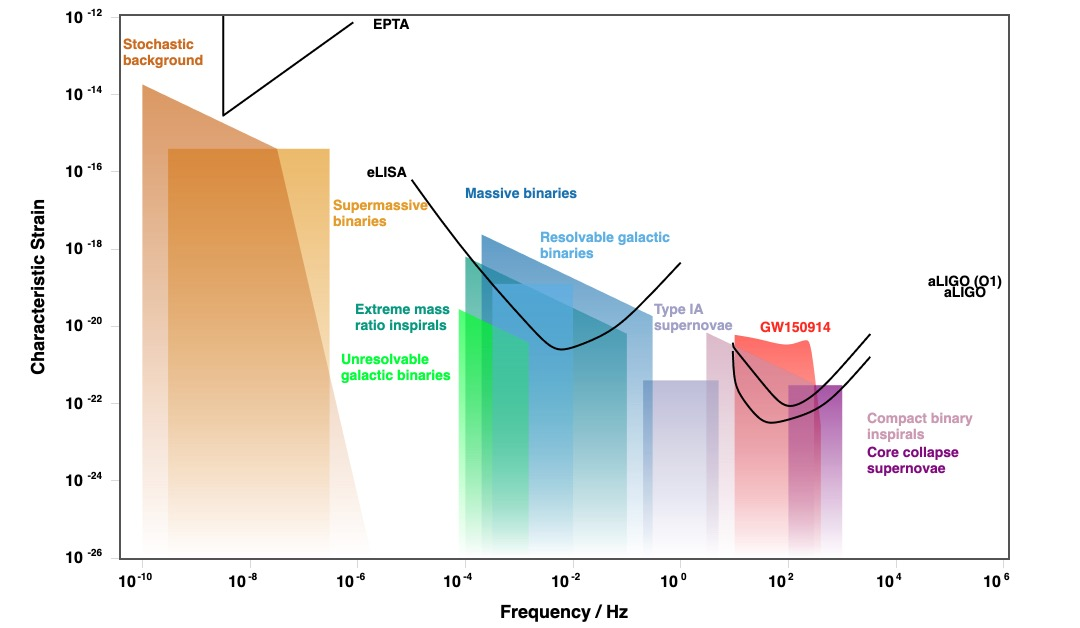 10 -12
EPTA
Stochastic
background
10 -14
10 -16
eLISA
Massive binaries
Supermassive
binaries
Resolvable galactic
binaries
10 -18
aLIGO (O1)
aLIGO
Extreme mass
ratio inspirals
Type IA
supernovae
GW150914
10 -20
Unresolvable
galactic binaries
10 -22
Compact binary
inspirals
Core collapse
supernovae
10 -24
10 -26
Characteristic Strain
10 -10 10 -8 10 -6 10 -4 10 -2 10 0 10 2 10 4 10 6
Frequency / Hz